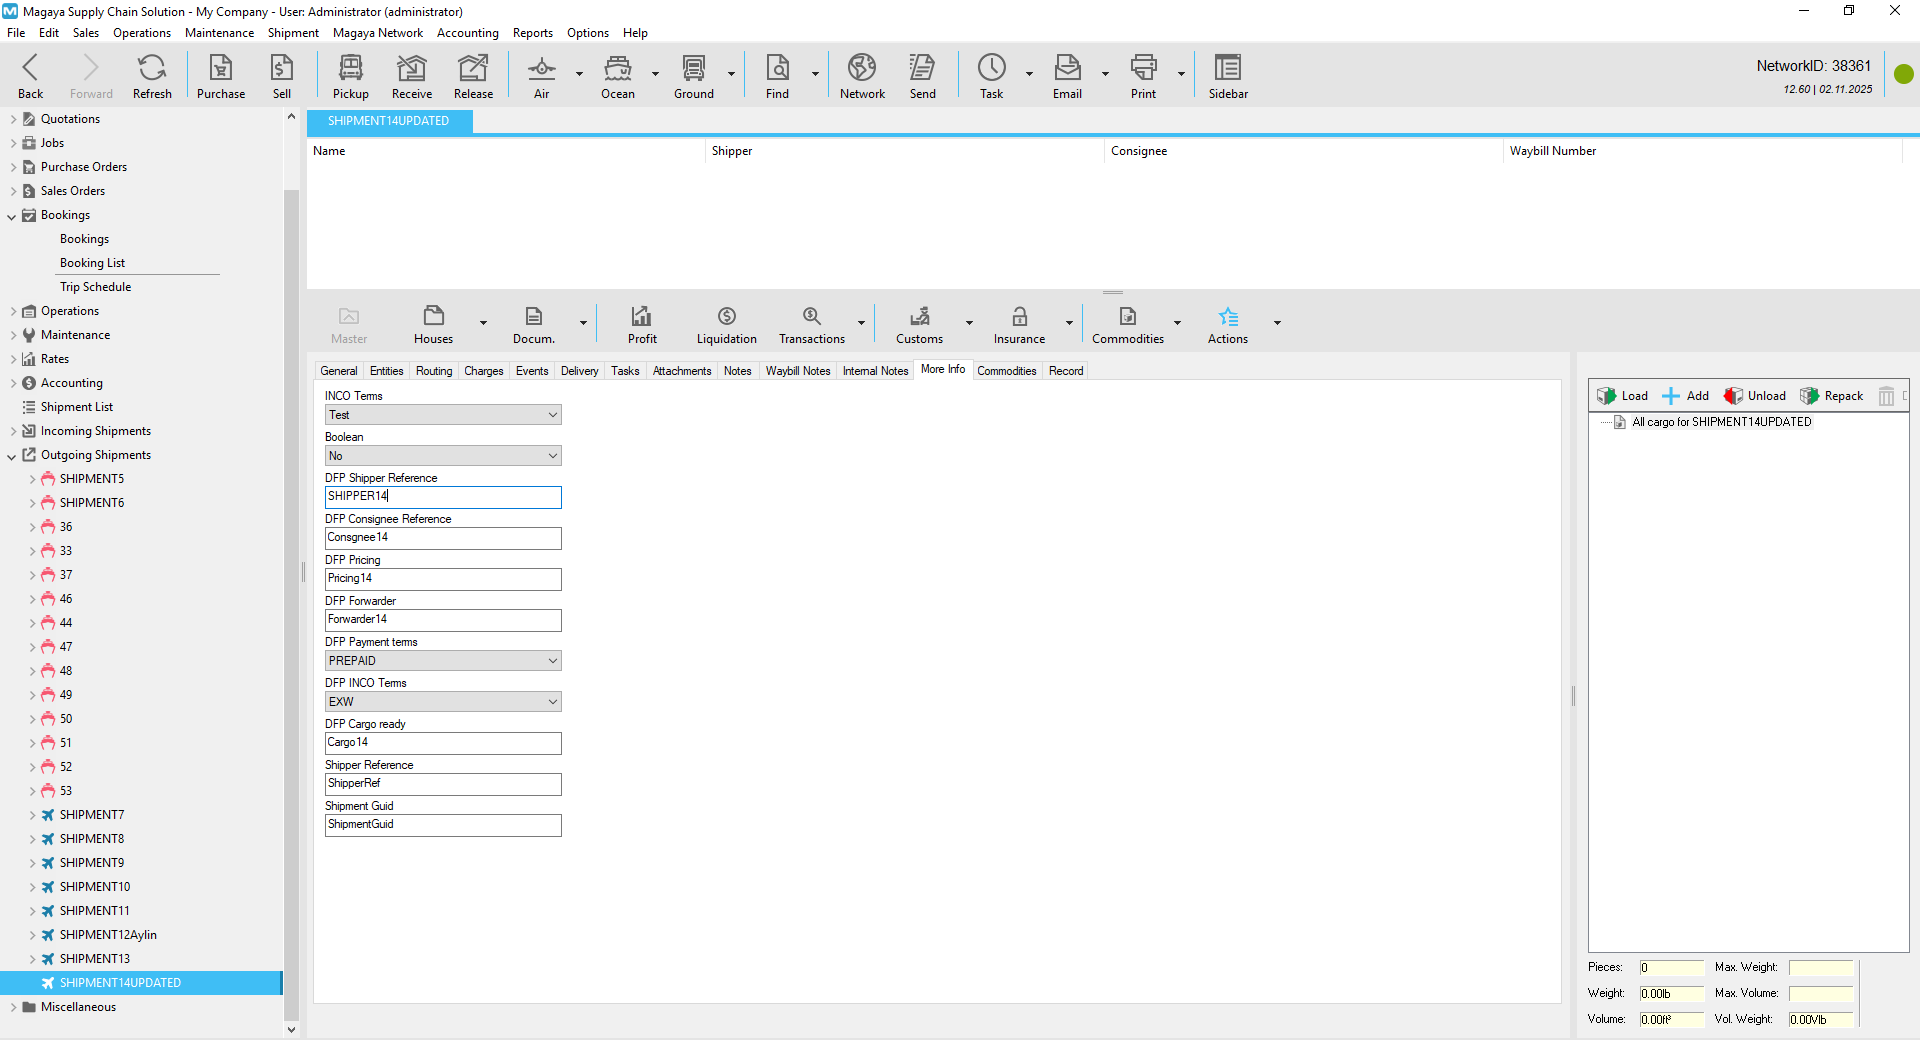 Magaya Supply Chain Solution - My Company - User: Administrator (administrator)
File Edit Sales Operations Maintenance Shipment Magaya Network Accounting Reports Options Help
Back Forward Refresh Purchase Sell Pickup Receive Release Air Ocean Ground Find Network Send Task Email Print Sidebar
NetworkID: 38361
12.60 | 02.11.2025
Quotations
Jobs
Purchase Orders
Sales Orders
Bookings
Bookings
Booking List
Trip Schedule
Operations
Maintenance
Rates
Accounting
Shipment List
Incoming Shipments
Outgoing Shipments
SHIPMENT5
SHIPMENT6
36
33
37
46
44
47
48
49
50
51
52
53
SHIPMENT7
SHIPMENT8
SHIPMENT9
SHIPMENT10
SHIPMENT11
SHIPMENT12Aylin
SHIPMENT13
SHIPMENT14UPDATED
Miscellaneous
SHIPMENT14UPDATED
Name Shipper Consignee Waybill Number
Master Houses Docum. Profit Liquidation Transactions Customs Insurance Commodities Actions
General Entities Routing Charges Events Delivery Tasks Attachments Notes Waybill Notes Internal Notes More Info Commodities Record
INCO Terms
Test
Boolean
No
DFP Shipper Reference
SHIPPER14
DFP Consignee Reference
Consgnee14
DFP Pricing
Pricing14
DFP Forwarder
Forwarder14
DFP Payment terms
PREPAID
DFP INCO Terms
EXW
DFP Cargo ready
Cargo14
Shipper Reference
ShipperRef
Shipment Guid
ShipmentGuid
Load Add Unload Repack
All cargo for SHIPMENT14UPDATED
Pieces: 0 Max. Weight:
Weight: 0.00lb Max. Volume:
Volume: 0.00ft³ Vol. Weight: 0.00Vlb